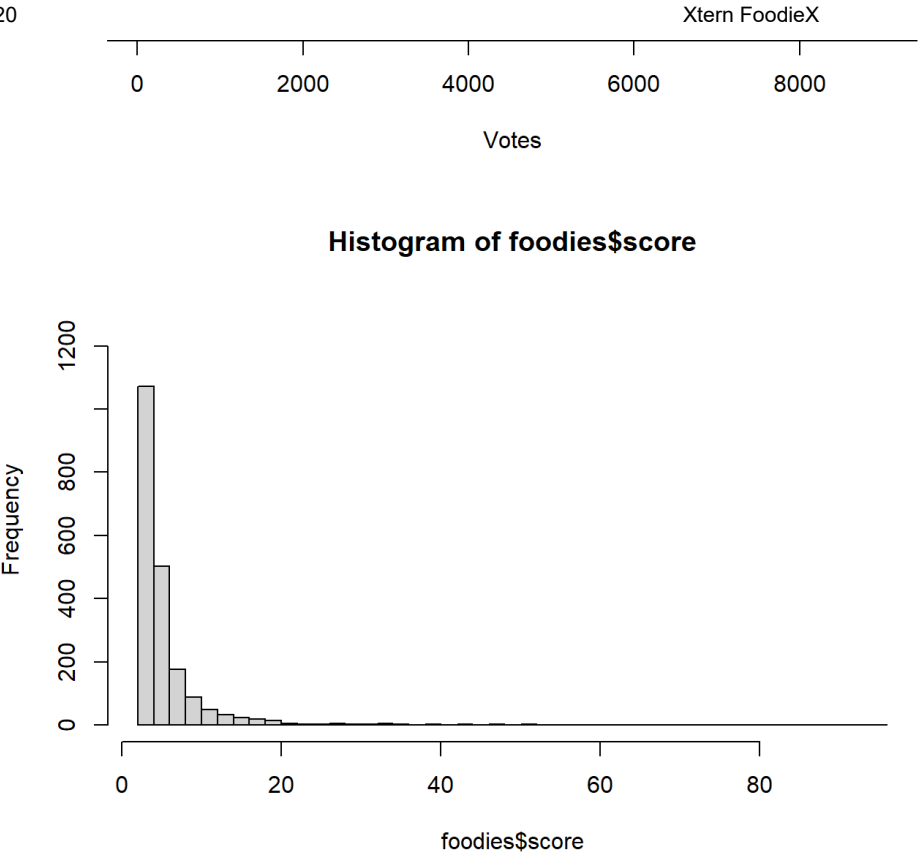 20
Xtern FoodieX
0 2000 4000 6000 8000
Votes
Histogram of foodies$score
1200
800
600
400
200
0
Frequency
0 20 40 60 80
foodies$score